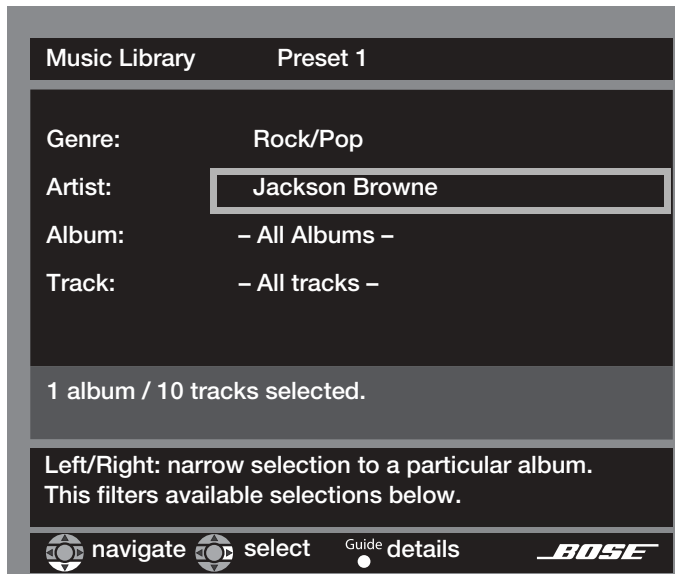 Music Library Preset 1
Genre: Rock/Pop
Artist: Jackson Browne
Album: – All Albums –
Track: – All tracks –
1 album / 10 tracks selected.
Left/Right: narrow selection to a particular album.
This filters available selections below.
navigate select Guide details BOSE